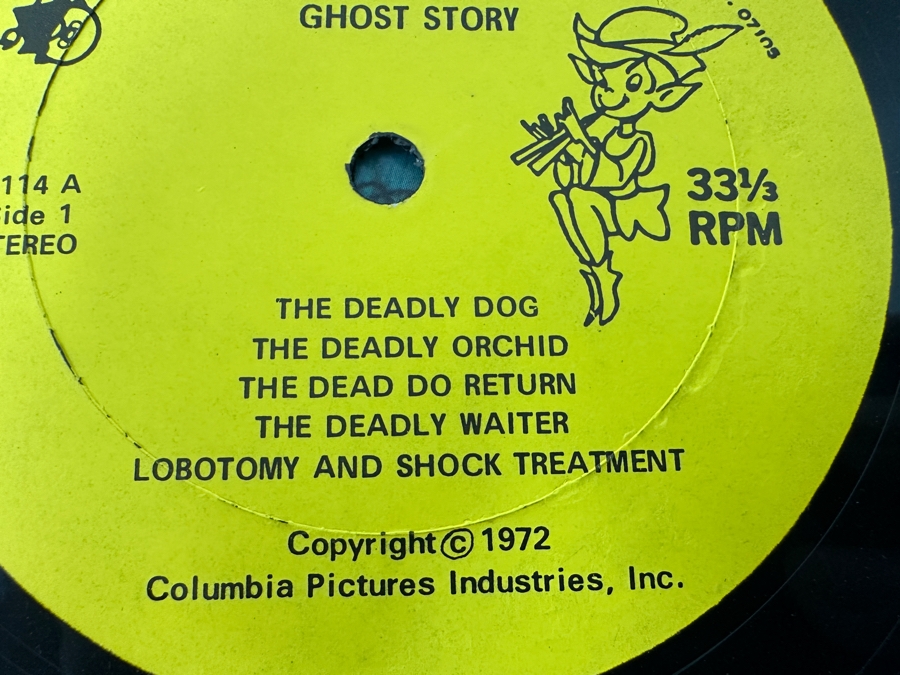 GHOST STORY
. 07105
114 A
ide 1
TEREO
33⅓
RPM
THE DEADLY DOG
THE DEADLY ORCHID
THE DEAD DO RETURN
THE DEADLY WAITER
LOBOTOMY AND SHOCK TREATMENT
Copyright © 1972
Columbia Pictures Industries, Inc.